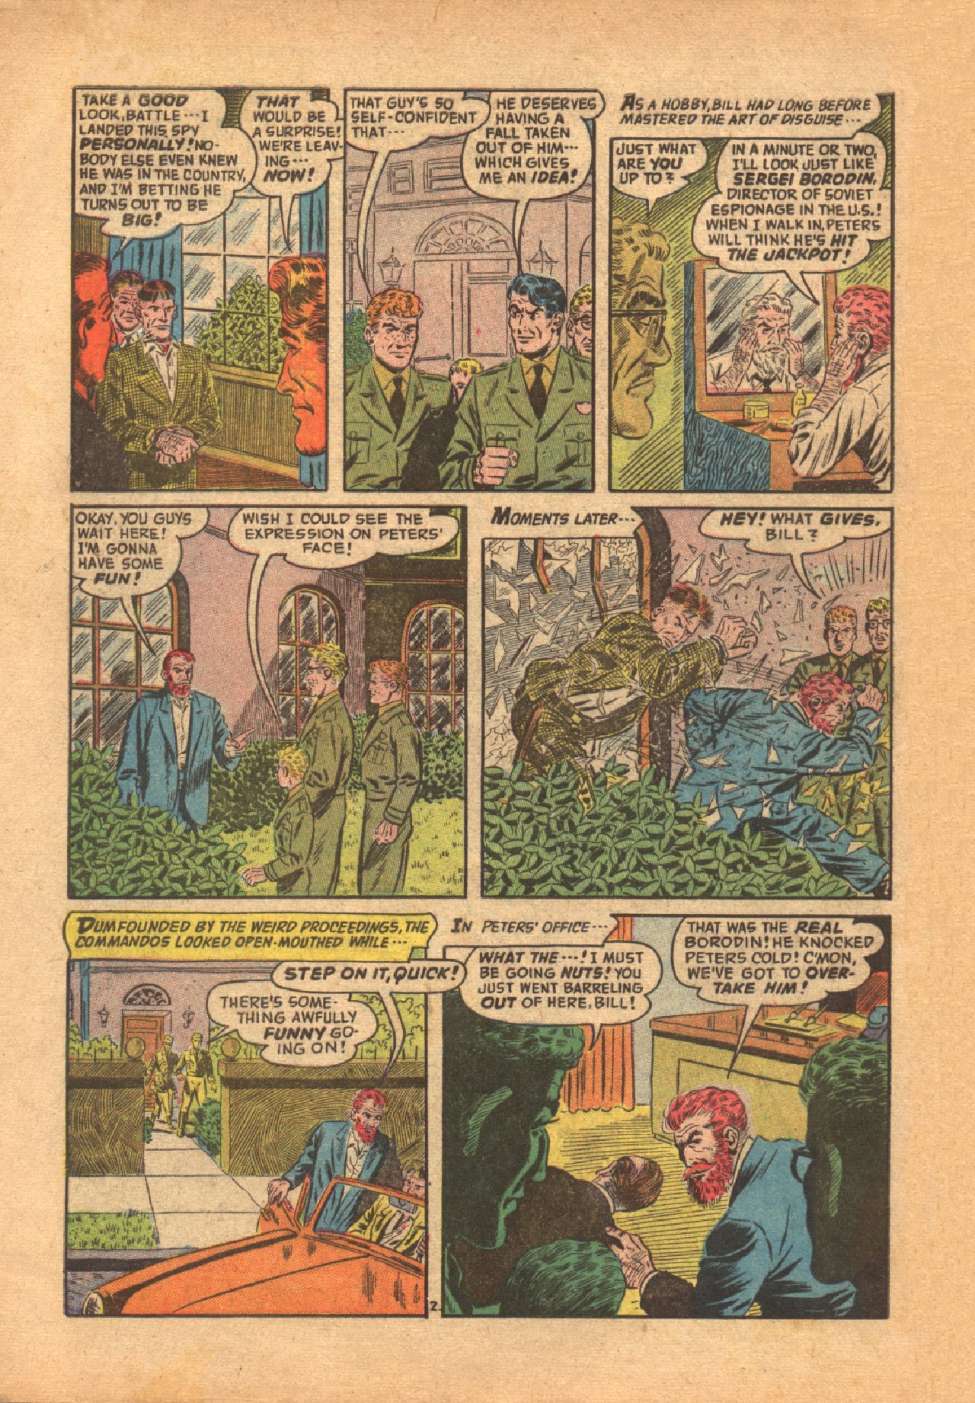 TAKE A GOOD
LOOK, BATTLE---I
LANDED THIS SPY
PERSONALLY! NO-
BODY ELSE EVEN KNEW
HE WAS IN THE COUNTRY,
AND I'M BETTING HE
TURNS OUT TO BE
BIG!
THAT
WOULD BE
A SURPRISE!
WE'RE LEAV-
ING---
NOW!
THAT GUY'S SO
SELF-CONFIDENT
THAT---
HE DESERVES
HAVING A
FALL TAKEN
OUT OF HIM---
WHICH GIVES
ME AN IDEA!
AS A HOBBY, BILL HAD LONG BEFORE
MASTERED THE ART OF DISGUISE---
JUST WHAT
ARE YOU
UP TO?
IN A MINUTE OR TWO,
I'LL LOOK JUST LIKE
SERGEI BORODIN,
DIRECTOR OF SOVIET
ESPIONAGE IN THE U.S.!
WHEN I WALK IN, PETERS
WILL THINK HE'S HIT
THE JACKPOT!
OKAY, YOU GUYS
WAIT HERE!
I'M GONNA
HAVE SOME
FUN!
WISH I COULD SEE THE
EXPRESSION ON PETERS'
FACE!
MOMENTS LATER---
HEY! WHAT GIVES,
BILL?
DUMFOUNDED BY THE WEIRD PROCEEDINGS, THE
COMMANDOS LOOKED OPEN-MOUTHED WHILE---
STEP ON IT, QUICK!
THERE'S SOME-
THING AWFULLY
FUNNY GO-
ING ON!
2.
IN PETERS' OFFICE---
WHAT THE---! I MUST
BE GOING NUTS! YOU
JUST WENT BARRELING
OUT OF HERE, BILL!
THAT WAS THE REAL
BORODIN! HE KNOCKED
PETERS COLD! C'MON,
WE'VE GOT TO OVER-
TAKE HIM!